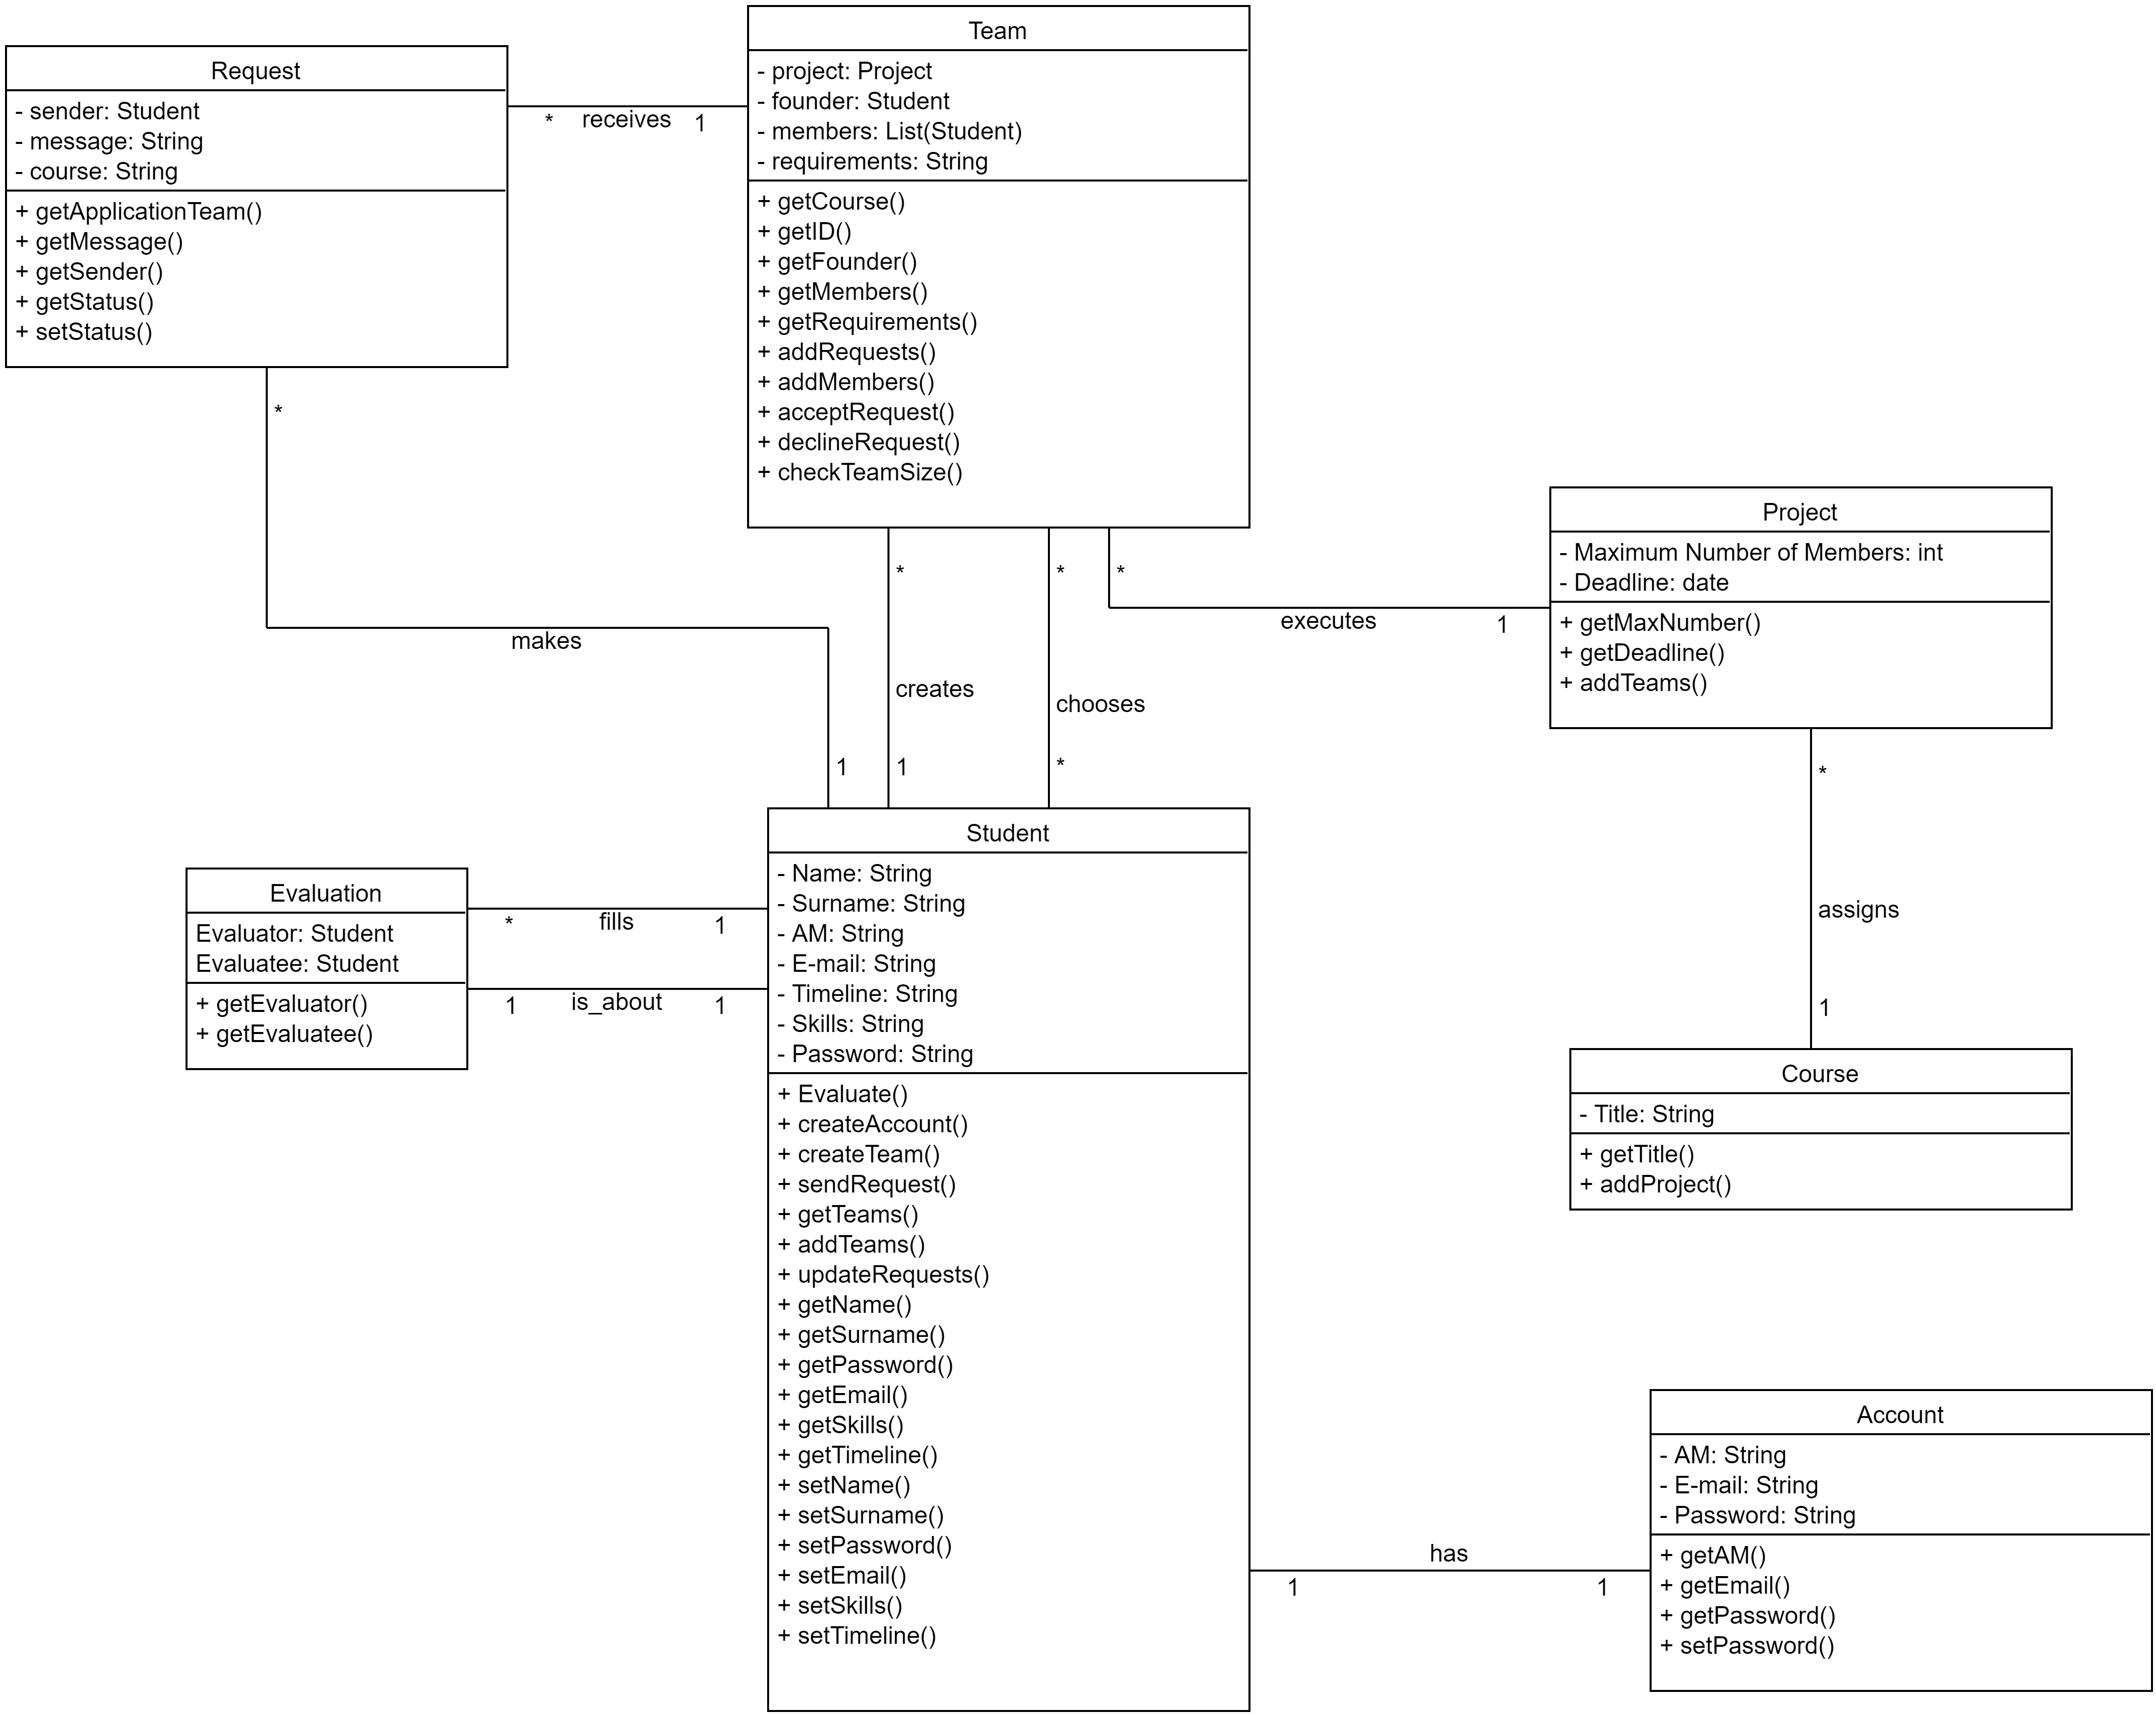 Request
- sender: Student
- message: String
- course: String
+ getApplicationTeam()
+ getMessage()
+ getSender()
+ getStatus()
+ setStatus()
* receives 1
Team
- project: Project
- founder: Student
- members: List(Student)
- requirements: String
+ getCourse()
+ getID()
+ getFounder()
+ getMembers()
+ getRequirements()
+ addRequests()
+ addMembers()
+ acceptRequest()
+ declineRequest()
+ checkTeamSize()
*
makes
1
*
creates
1
*
chooses
*
*
executes
1
Project
- Maximum Number of Members: int
- Deadline: date
+ getMaxNumber()
+ getDeadline()
+ addTeams()
*
assigns
1
Evaluation
Evaluator: Student
Evaluatee: Student
+ getEvaluator()
+ getEvaluatee()
* fills 1
1 is_about 1
Student
- Name: String
- Surname: String
- AM: String
- E-mail: String
- Timeline: String
- Skills: String
- Password: String
+ Evaluate()
+ createAccount()
+ createTeam()
+ sendRequest()
+ getTeams()
+ addTeams()
+ updateRequests()
+ getName()
+ getSurname()
+ getPassword()
+ getEmail()
+ getSkills()
+ getTimeline()
+ setName()
+ setSurname()
+ setPassword()
+ setEmail()
+ setSkills()
+ setTimeline()
Course
- Title: String
+ getTitle()
+ addProject()
has
1 1
Account
- AM: String
- E-mail: String
- Password: String
+ getAM()
+ getEmail()
+ getPassword()
+ setPassword()